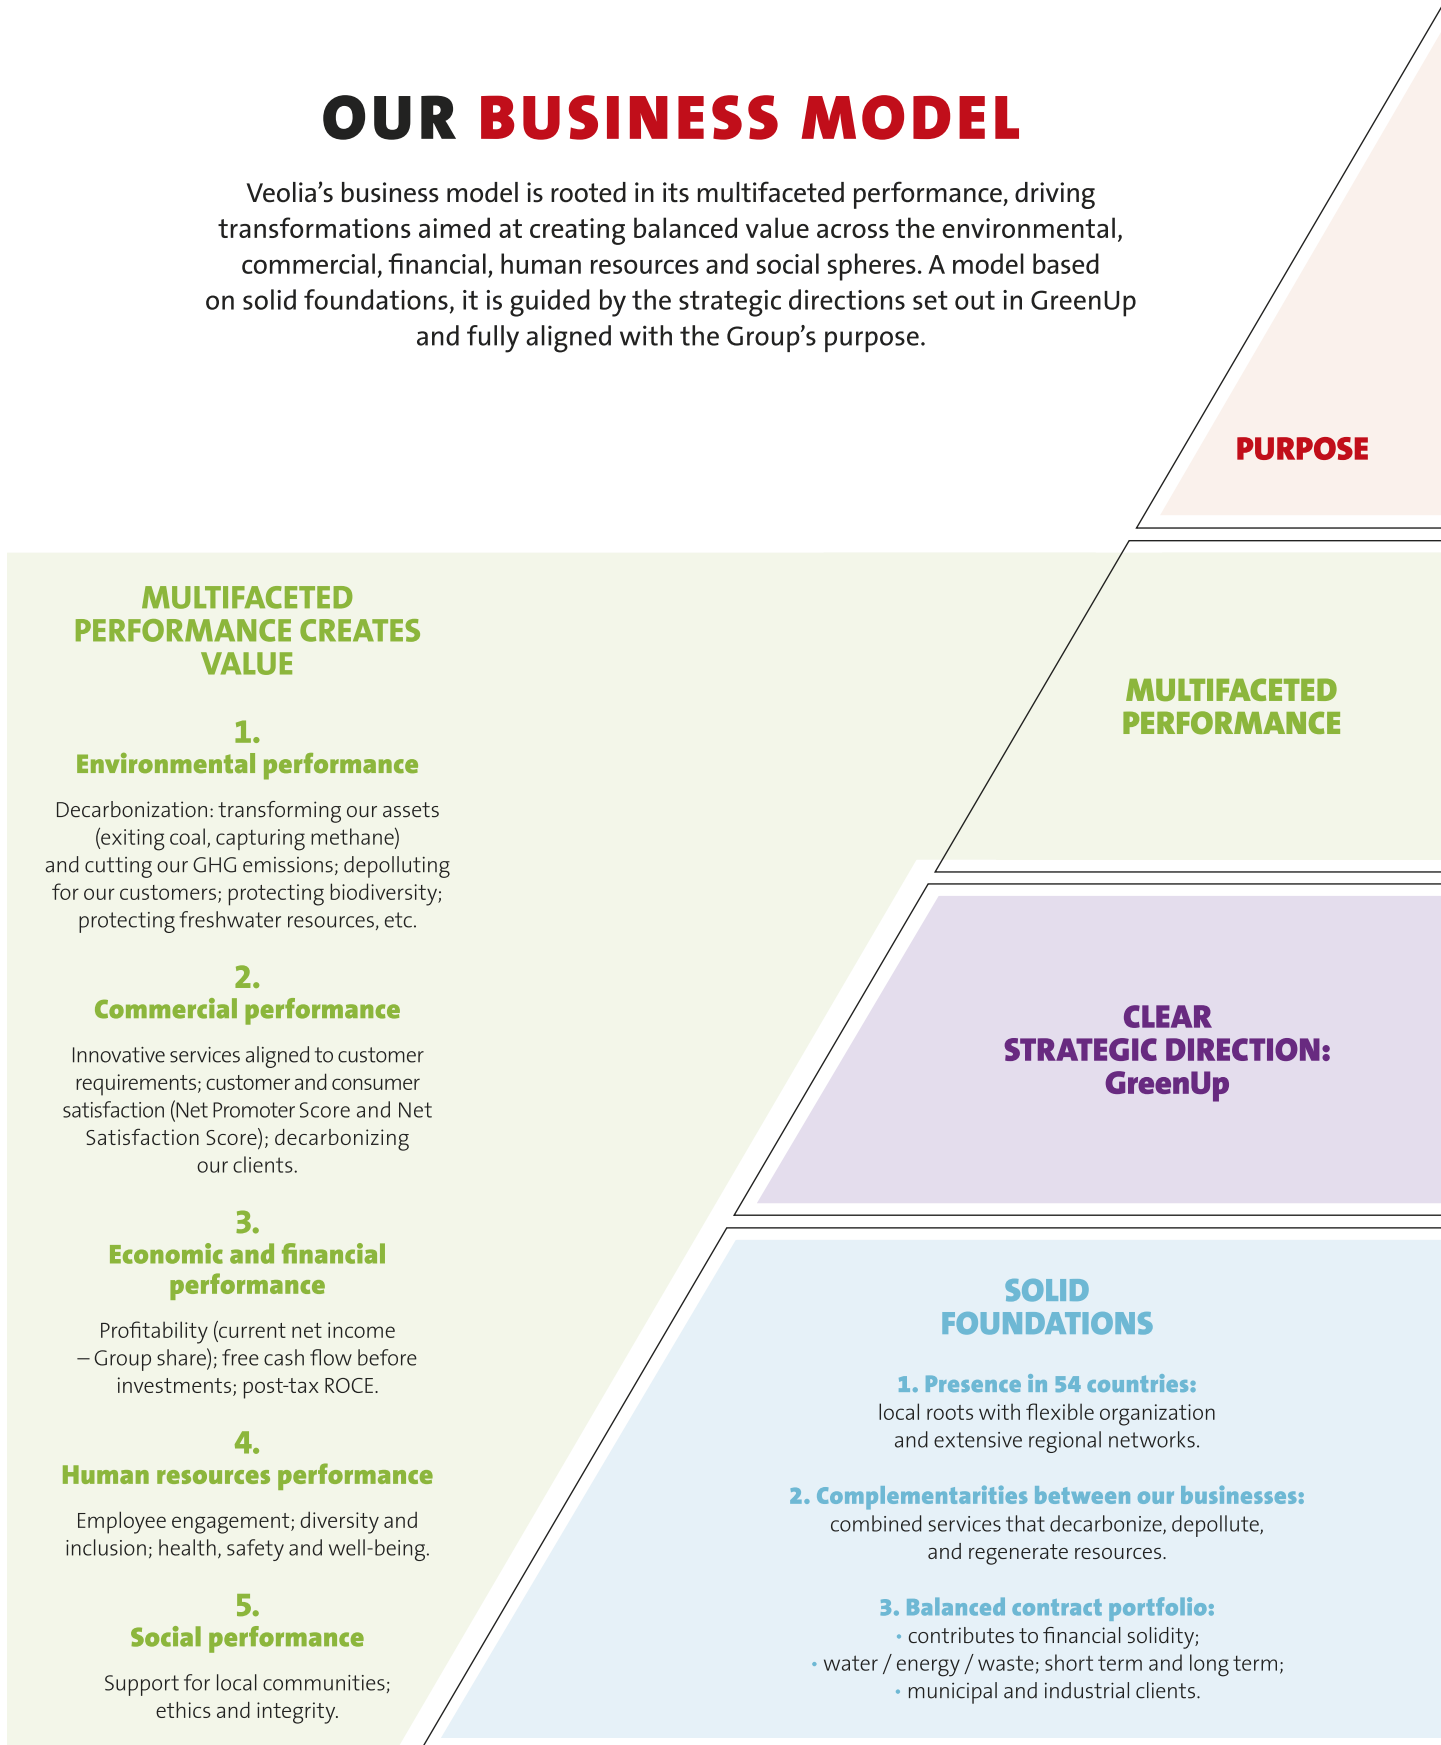 OUR BUSINESS MODEL
Veolia’s business model is rooted in its multifaceted performance, driving
transformations aimed at creating balanced value across the environmental,
commercial, financial, human resources and social spheres. A model based
on solid foundations, it is guided by the strategic directions set out in GreenUp
and fully aligned with the Group’s purpose.
PURPOSE
MULTIFACETED
PERFORMANCE CREATES
VALUE
1.
Environmental performance
Decarbonization: transforming our assets
(exiting coal, capturing methane)
and cutting our GHG emissions; depolluting
for our customers; protecting biodiversity;
protecting freshwater resources, etc.
2.
Commercial performance
Innovative services aligned to customer
requirements; customer and consumer
satisfaction (Net Promoter Score and Net
Satisfaction Score); decarbonizing
our clients.
3.
Economic and financial
performance
Profitability (current net income
– Group share); free cash flow before
investments; post-tax ROCE.
4.
Human resources performance
Employee engagement; diversity and
inclusion; health, safety and well-being.
5.
Social performance
Support for local communities;
ethics and integrity.
MULTIFACETED
PERFORMANCE
CLEAR
STRATEGIC DIRECTION:
GreenUp
SOLID
FOUNDATIONS
1. Presence in 54 countries:
local roots with flexible organization
and extensive regional networks.
2. Complementarities between our businesses:
combined services that decarbonize, depollute,
and regenerate resources.
3. Balanced contract portfolio:
• contributes to financial solidity;
• water / energy / waste; short term and long term;
• municipal and industrial clients.